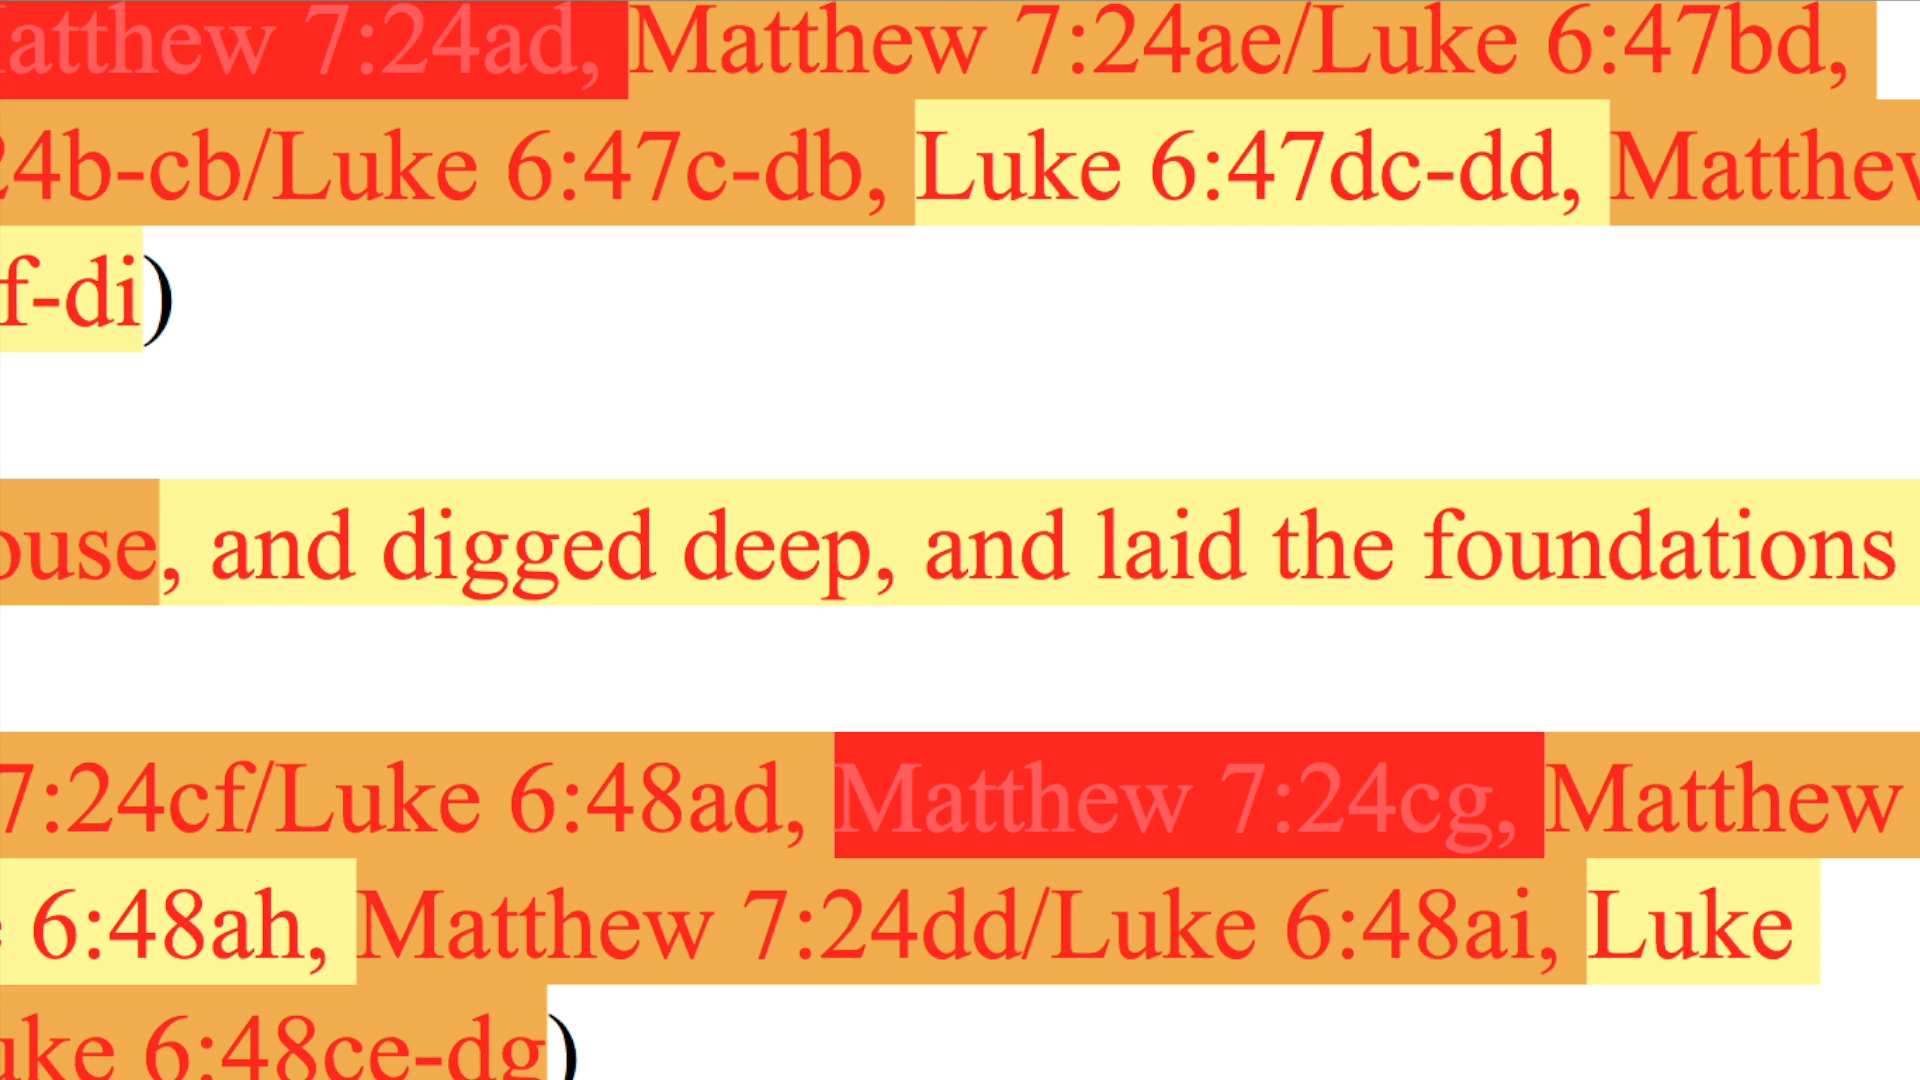 atthew 7:24ad, Matthew 7:24ae/Luke 6:47bd,
24b-cb/Luke 6:47c-db, Luke 6:47dc-dd, Matthew
f-di)
ouse, and digged deep, and laid the foundations
7:24cf/Luke 6:48ad, Matthew 7:24cg, Matthew
6:48ah, Matthew 7:24dd/Luke 6:48ai, Luke
uke 6:48ce-dg)